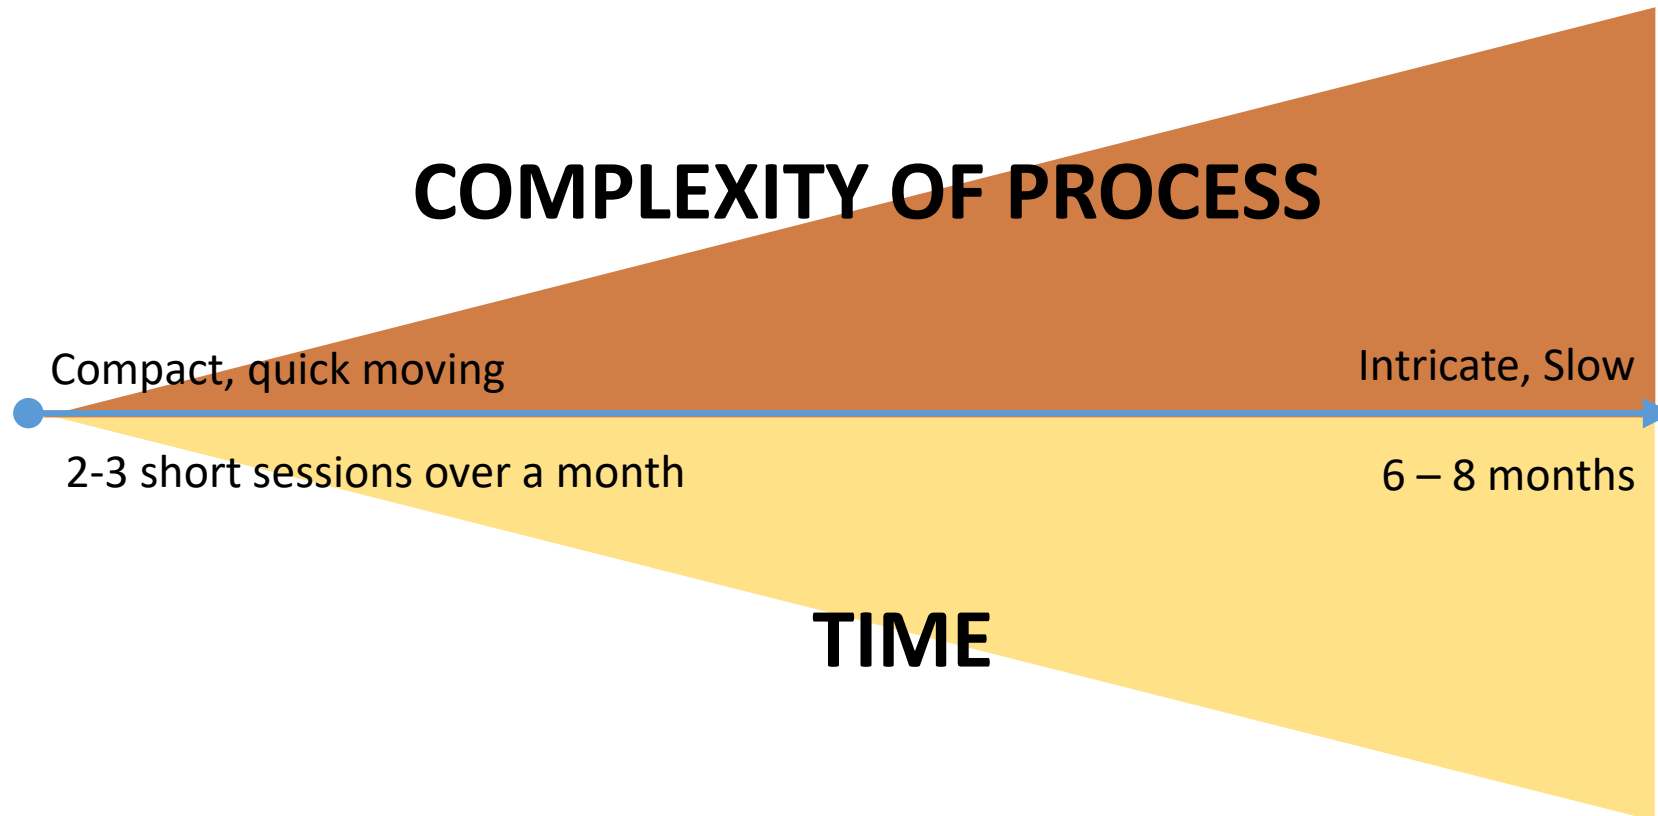 COMPLEXITY OF PROCESS
Compact, quick moving
Intricate, Slow
2-3 short sessions over a month
6 – 8 months
TIME